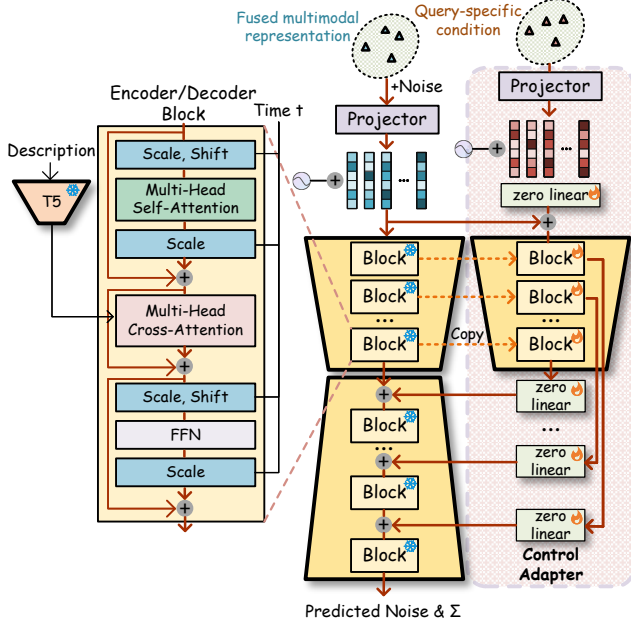 Fused multimodal
representation
Query-specific
condition
+Noise
Projector
Projector
Encoder/Decoder
Block
Time t
Description
T5
Scale, Shift
Multi-Head
Self-Attention
Scale
+
Multi-Head
Cross-Attention
+
Scale, Shift
FFN
Scale
+
+
...
+
...
zero linear
+
Block
Block
...
Block
Copy
Block
Block
...
Block
+
Block
...
+
Block
+
Block
zero
linear
...
zero
linear
zero
linear
Control
Adapter
Predicted Noise & Σ